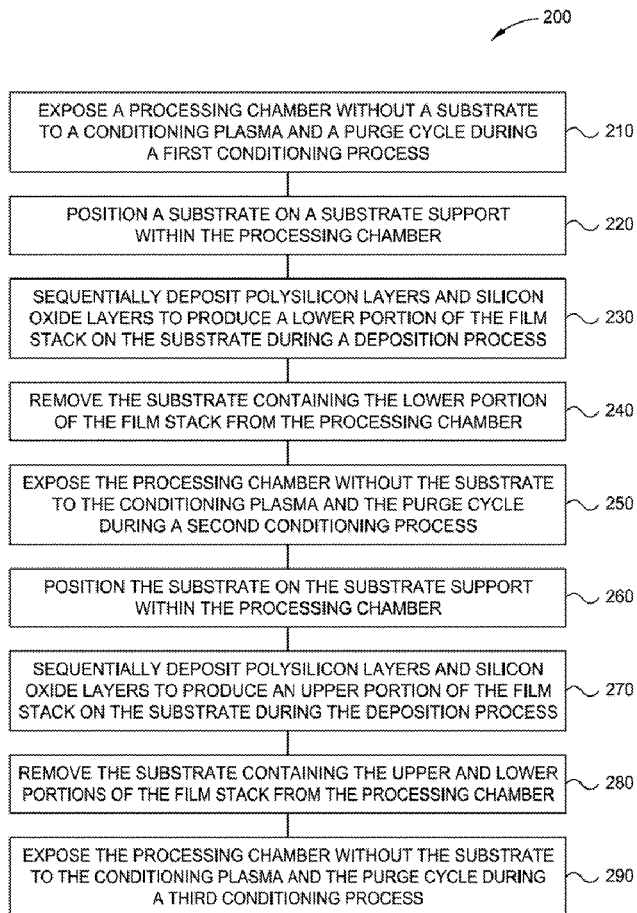 200
EXPOSE A PROCESSING CHAMBER WITHOUT A SUBSTRATE
TO A CONDITIONING PLASMA AND A PURGE CYCLE DURING
A FIRST CONDITIONING PROCESS
210
POSITION A SUBSTRATE ON A SUBSTRATE SUPPORT
WITHIN THE PROCESSING CHAMBER
220
SEQUENTIALLY DEPOSIT POLYSILICON LAYERS AND SILICON
OXIDE LAYERS TO PRODUCE A LOWER PORTION OF THE FILM
STACK ON THE SUBSTRATE DURING A DEPOSITION PROCESS
230
REMOVE THE SUBSTRATE CONTAINING THE LOWER PORTION
OF THE FILM STACK FROM THE PROCESSING CHAMBER
240
EXPOSE THE PROCESSING CHAMBER WITHOUT THE SUBSTRATE
TO THE CONDITIONING PLASMA AND THE PURGE CYCLE
DURING A SECOND CONDITIONING PROCESS
250
POSITION THE SUBSTRATE ON THE SUBSTRATE SUPPORT
WITHIN THE PROCESSING CHAMBER
260
SEQUENTIALLY DEPOSIT POLYSILICON LAYERS AND SILICON
OXIDE LAYERS TO PRODUCE AN UPPER PORTION OF THE FILM
STACK ON THE SUBSTRATE DURING THE DEPOSITION PROCESS
270
REMOVE THE SUBSTRATE CONTAINING THE UPPER AND LOWER
PORTIONS OF THE FILM STACK FROM THE PROCESSING CHAMBER
280
EXPOSE THE PROCESSING CHAMBER WITHOUT THE SUBSTRATE
TO THE CONDITIONING PLASMA AND THE PURGE CYCLE DURING
A THIRD CONDITIONING PROCESS
290